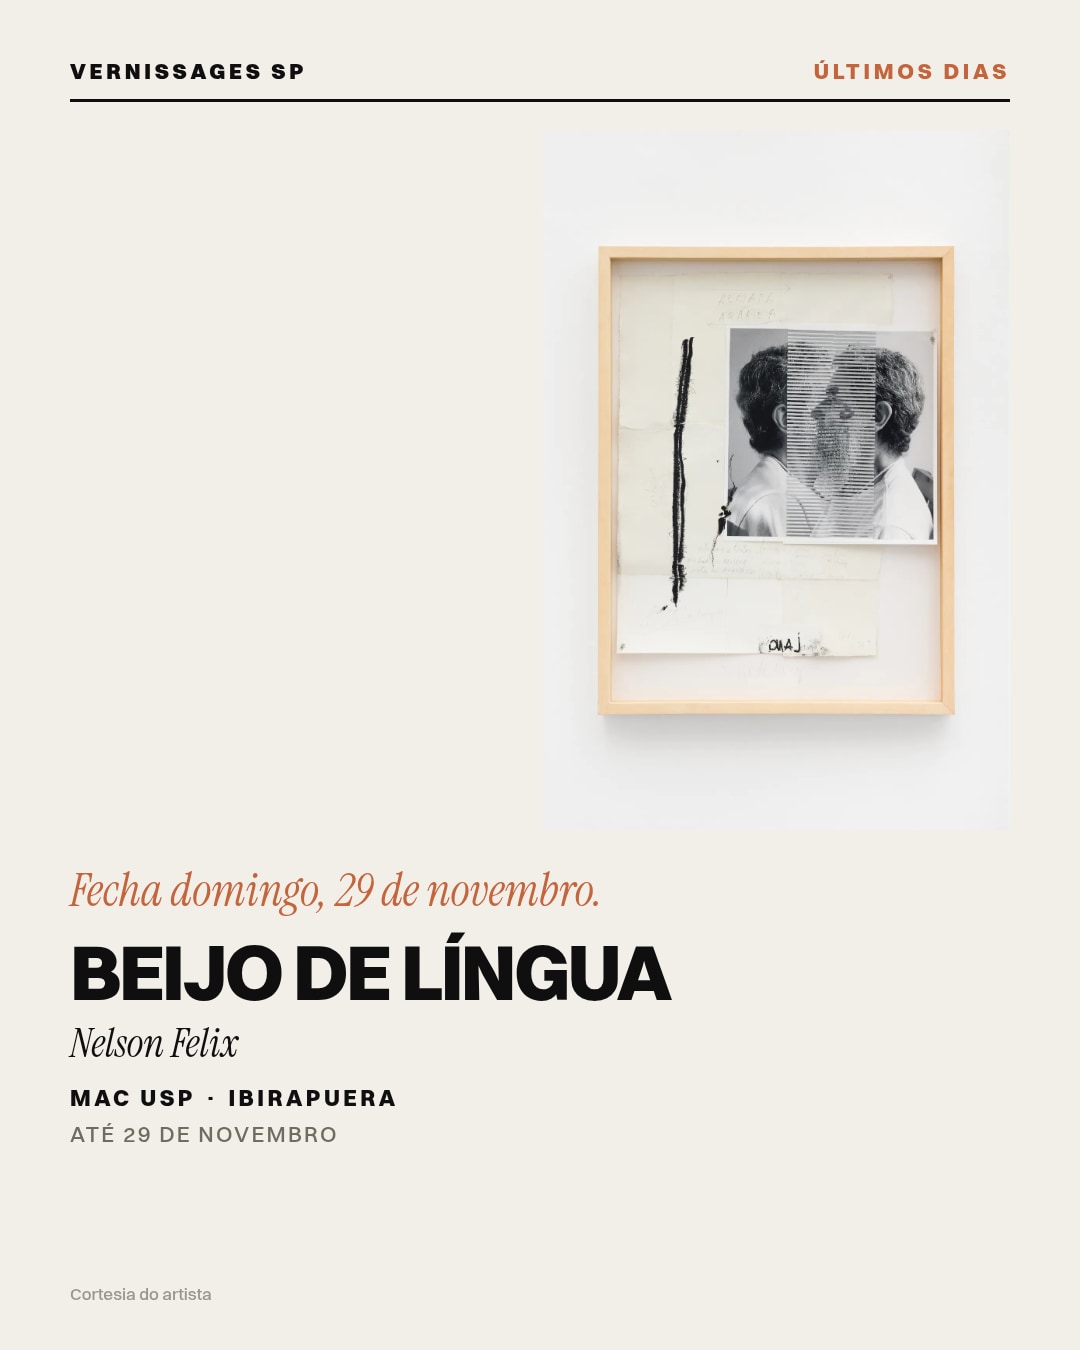 VERNISSAGES SP
ÚLTIMOS DIAS
Fecha domingo, 29 de novembro.
BEIJO DE LÍNGUA
Nelson Felix
MAC USP · IBIRAPUERA
ATÉ 29 DE NOVEMBRO
Cortesia do artista